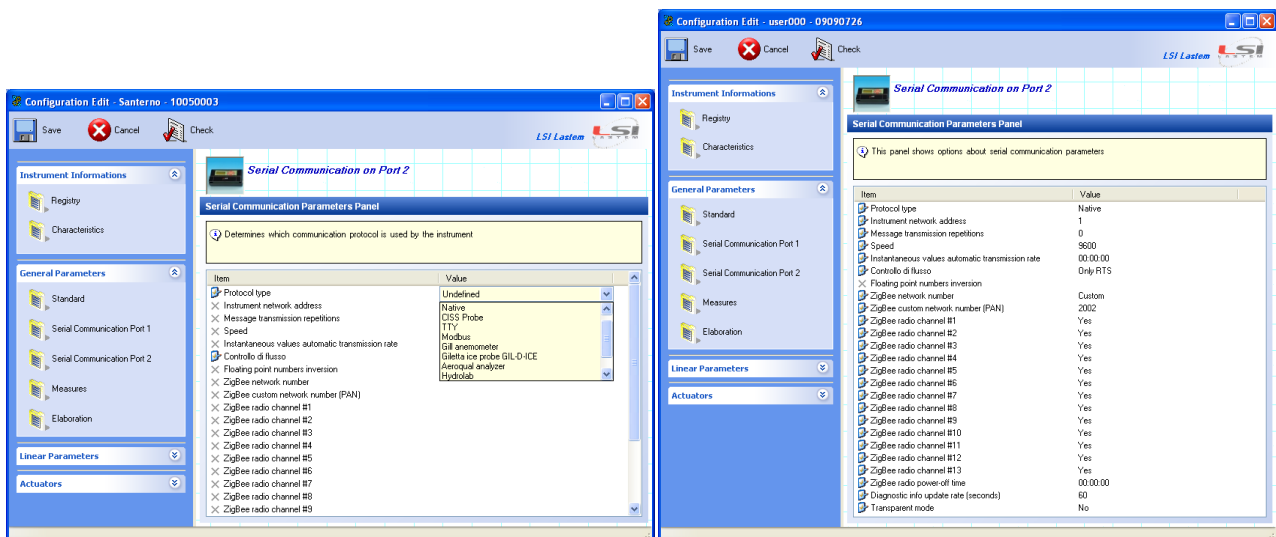 Configuration Edit - Santerno - 10050003
Save Cancel Check
LSI Lastem LSI LASTEM
Instrument Informations
Registry
Characteristics
General Parameters
Standard
Serial Communication Port 1
Serial Communication Port 2
Measures
Elaboration
Linear Parameters
Actuators
Serial Communication on Port 2
Serial Communication Parameters Panel
Determines which communication protocol is used by the instrument
Item Value
Protocol type Undefined
Instrument network address
Message transmission repetitions
Speed
Instantaneous values automatic transmission rate
Controllo di flusso
Floating point numbers inversion
ZigBee network number
ZigBee custom network number (PAN)
ZigBee radio channel #1
ZigBee radio channel #2
ZigBee radio channel #3
ZigBee radio channel #4
ZigBee radio channel #5
ZigBee radio channel #6
ZigBee radio channel #7
ZigBee radio channel #8
ZigBee radio channel #9
Native
CISS Probe
TTY
Modbus
Gill anemometer
Giletta ice probe GIL-D-ICE
Aeroqual analyzer
Hydrolab
Configuration Edit - user000 - 09090726
Save Cancel Check
LSI Lastem LSI LASTEM
Instrument Informations
Registry
Characteristics
General Parameters
Standard
Serial Communication Port 1
Serial Communication Port 2
Measures
Elaboration
Linear Parameters
Actuators
Serial Communication on Port 2
Serial Communication Parameters Panel
This panel shows options about serial communication parameters
Item Value
Protocol type Native
Instrument network address 1
Message transmission repetitions 0
Speed 9600
Instantaneous values automatic transmission rate 00:00:00
Controllo di flusso Only RTS
Floating point numbers inversion
ZigBee network number Custom
ZigBee custom network number (PAN) 2002
ZigBee radio channel #1 Yes
ZigBee radio channel #2 Yes
ZigBee radio channel #3 Yes
ZigBee radio channel #4 Yes
ZigBee radio channel #5 Yes
ZigBee radio channel #6 Yes
ZigBee radio channel #7 Yes
ZigBee radio channel #8 Yes
ZigBee radio channel #9 Yes
ZigBee radio channel #10 Yes
ZigBee radio channel #11 Yes
ZigBee radio channel #12 Yes
ZigBee radio channel #13 Yes
ZigBee radio power-off time 00:00:00
Diagnostic info update rate (seconds) 60
Transparent mode No